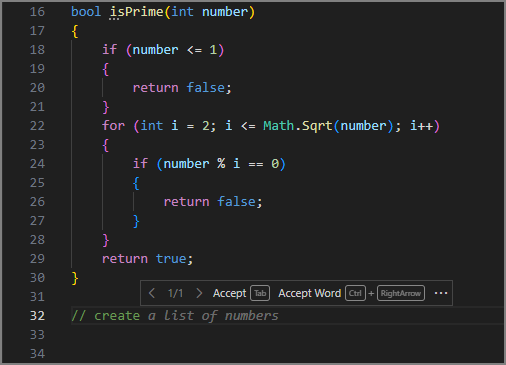 16 bool isPrime(int number)
17 {
18 if (number <= 1)
19 {
20 return false;
21 }
22 for (int i = 2; i <= Math.Sqrt(number); i++)
23 {
24 if (number % i == 0)
25 {
26 return false;
27 }
28 }
29 return true;
30 }
31 < 1/1 > Accept Tab Accept Word Ctrl + RightArrow ···
32 // create a list of numbers
33
34